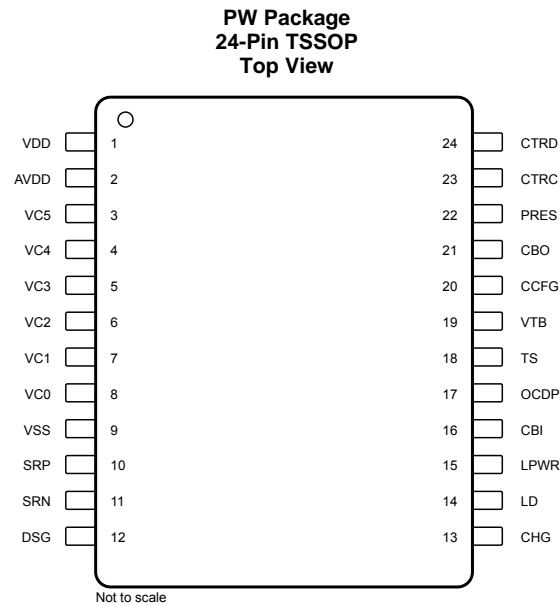 PW Package
24-Pin TSSOP
Top View
VDD 1 24 CTRD
AVDD 2 23 CTRC
VC5 3 22 PRES
VC4 4 21 CBO
VC3 5 20 CCFG
VC2 6 19 VTB
VC1 7 18 TS
VC0 8 17 OCDP
VSS 9 16 CBI
SRP 10 15 LPWR
SRN 11 14 LD
DSG 12 13 CHG
Not to scale